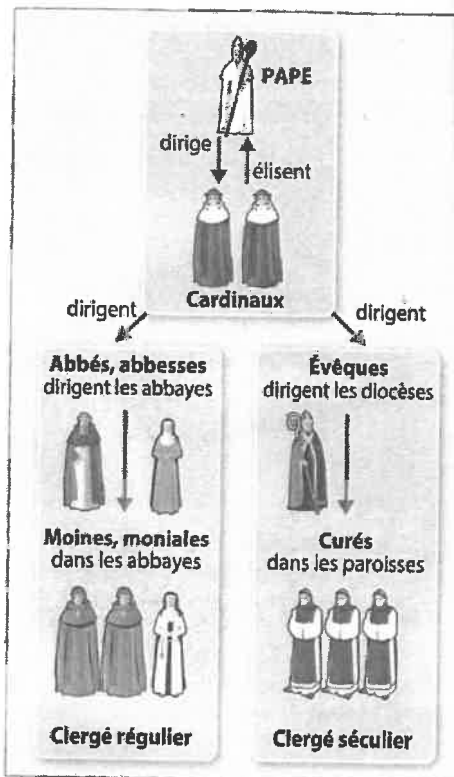 PAPE
dirige
élisent
Cardinaux
dirigent
dirigent
Abbés, abbesses
dirigent les abbayes
Moines, moniales
dans les abbayes
Clergé régulier
Évêques
dirigent les diocèses
Curés
dans les paroisses
Clergé séculier